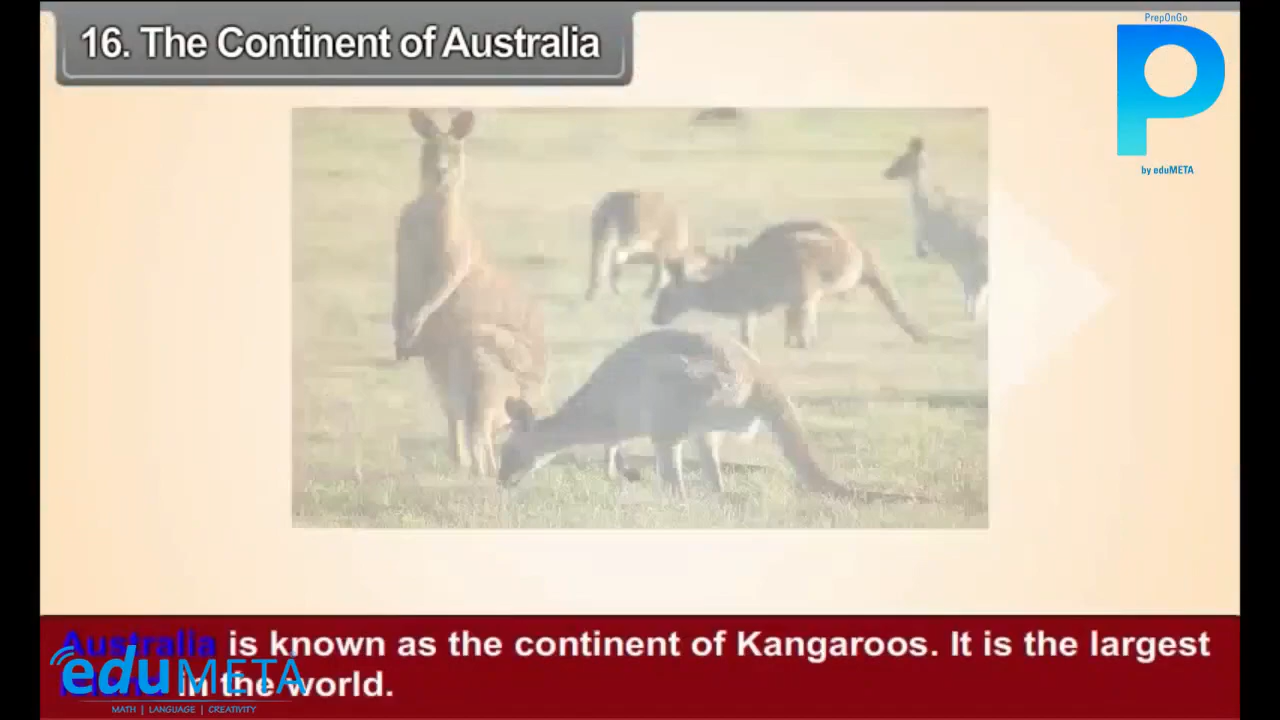 16. The Continent of Australia
PrepOnGo
P
by eduMETA
Australia is known as the continent of Kangaroos. It is the largest
in the world.
eduMETA
MATH | LANGUAGE | CREATIVITY